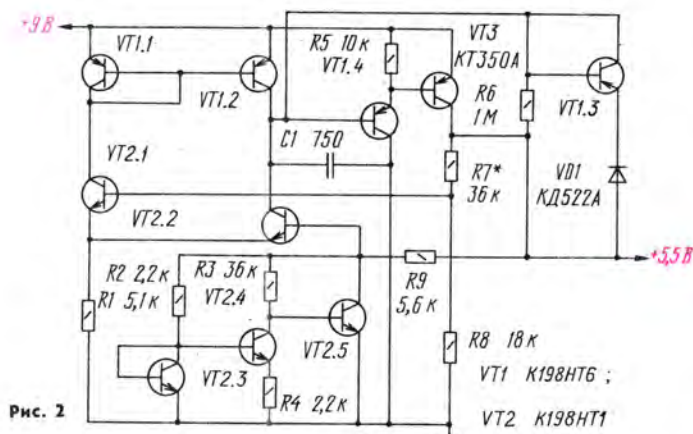 +9 В
VT1.1
VT1.2
R5 10 к
VT1.4
VT3
КТ350А
R6
1 М
VT1.3
С1 750
VT2.1
VT2.2
R7*
36 к
VD1
КД522А
+5,5 В
R2 2,2 к
R1 5,1 к
R3 36 к
VT2.4
R9
5,6 к
VT2.3
VT2.5
R4 2,2 к
R8 18 к
VT1 К198НТ6 ;
VT2 К198НТ1
Рис. 2